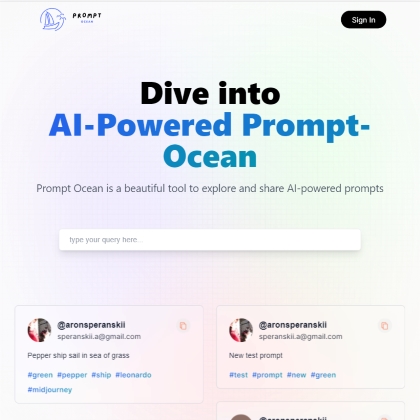 PROMPT
OCEAN
Sign In
Dive into
AI-Powered Prompt-
Ocean
Prompt Ocean is a beautiful tool to explore and share AI-powered prompts
type your query here...
@aronsperanskii
speranskii.a@gmail.com
Pepper ship sail in sea of grass
#green #pepper #ship #leonardo
#midjourney
@aronsperanskii
speranskii.a@gmail.com
New test prompt
#test #prompt #new #green